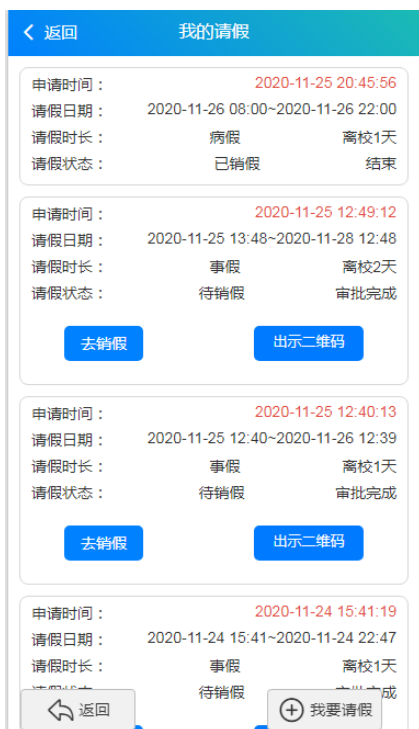 返回 我的请假
申请时间： 2020-11-25 20:45:56
请假日期： 2020-11-26 08:00~2020-11-26 22:00
请假时长： 病假 离校1天
请假状态： 已销假 结束
申请时间： 2020-11-25 12:49:12
请假日期： 2020-11-25 13:48~2020-11-28 12:48
请假时长： 事假 离校2天
请假状态： 待销假 审批完成
去销假 出示二维码
申请时间： 2020-11-25 12:40:13
请假日期： 2020-11-25 12:40~2020-11-26 12:39
请假时长： 事假 离校1天
请假状态： 待销假 审批完成
去销假 出示二维码
申请时间： 2020-11-24 15:41:19
请假日期： 2020-11-24 15:41~2020-11-24 22:47
请假时长： 事假 离校1天
待销假
返回 我要请假